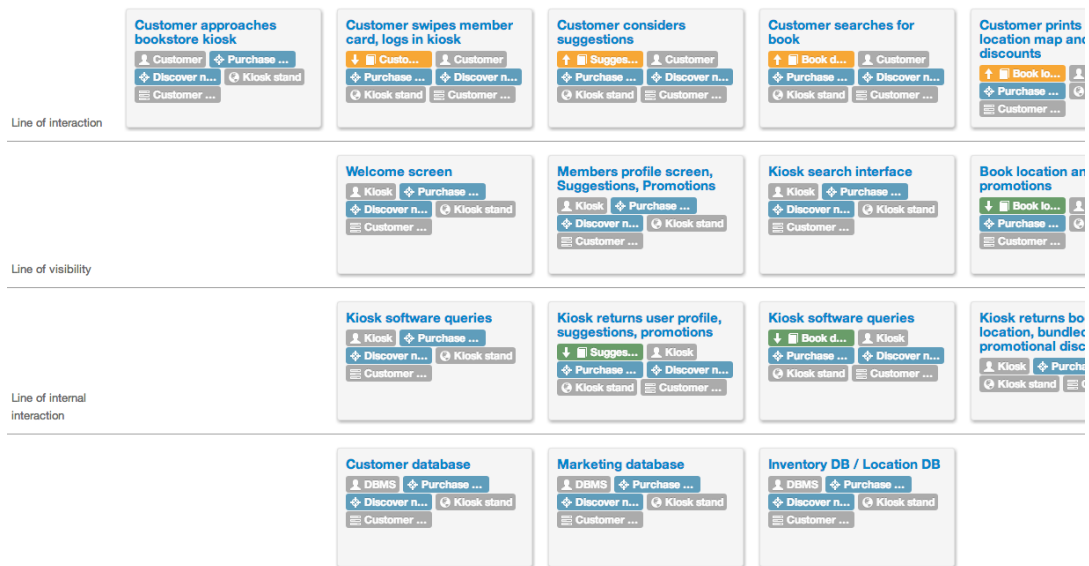 Customer approaches
bookstore kiosk
Customer Purchase ...
Discover n... Kiosk stand
Customer ...
Customer swipes member
card, logs in kiosk
Custo... Customer
Purchase ... Discover n...
Kiosk stand Customer ...
Customer considers
suggestions
Sugges... Customer
Purchase ... Discover n...
Kiosk stand Customer ...
Customer searches for
book
Book d... Customer
Purchase ... Discover n...
Kiosk stand Customer ...
Customer prints
location map and
discounts
Book lo...
Purchase ...
Customer ...
Line of interaction
Welcome screen
Kiosk Purchase ...
Discover n... Kiosk stand
Customer ...
Members profile screen,
Suggestions, Promotions
Kiosk Purchase ...
Discover n... Kiosk stand
Customer ...
Kiosk search interface
Kiosk Purchase ...
Discover n... Kiosk stand
Customer ...
Book location an
promotions
Book lo...
Purchase ...
Customer ...
Line of visibility
Kiosk software queries
Kiosk Purchase ...
Discover n... Kiosk stand
Customer ...
Kiosk returns user profile,
suggestions, promotions
Sugges... Kiosk
Purchase ... Discover n...
Kiosk stand Customer ...
Kiosk software queries
Book d... Kiosk
Purchase ... Discover n...
Kiosk stand Customer ...
Kiosk returns bo
location, bundled
promotional disc
Kiosk Purcha
Kiosk stand
Line of internal
interaction
Customer database
DBMS Purchase ...
Discover n... Kiosk stand
Customer ...
Marketing database
DBMS Purchase ...
Discover n... Kiosk stand
Customer ...
Inventory DB / Location DB
DBMS Purchase ...
Discover n... Kiosk stand
Customer ...